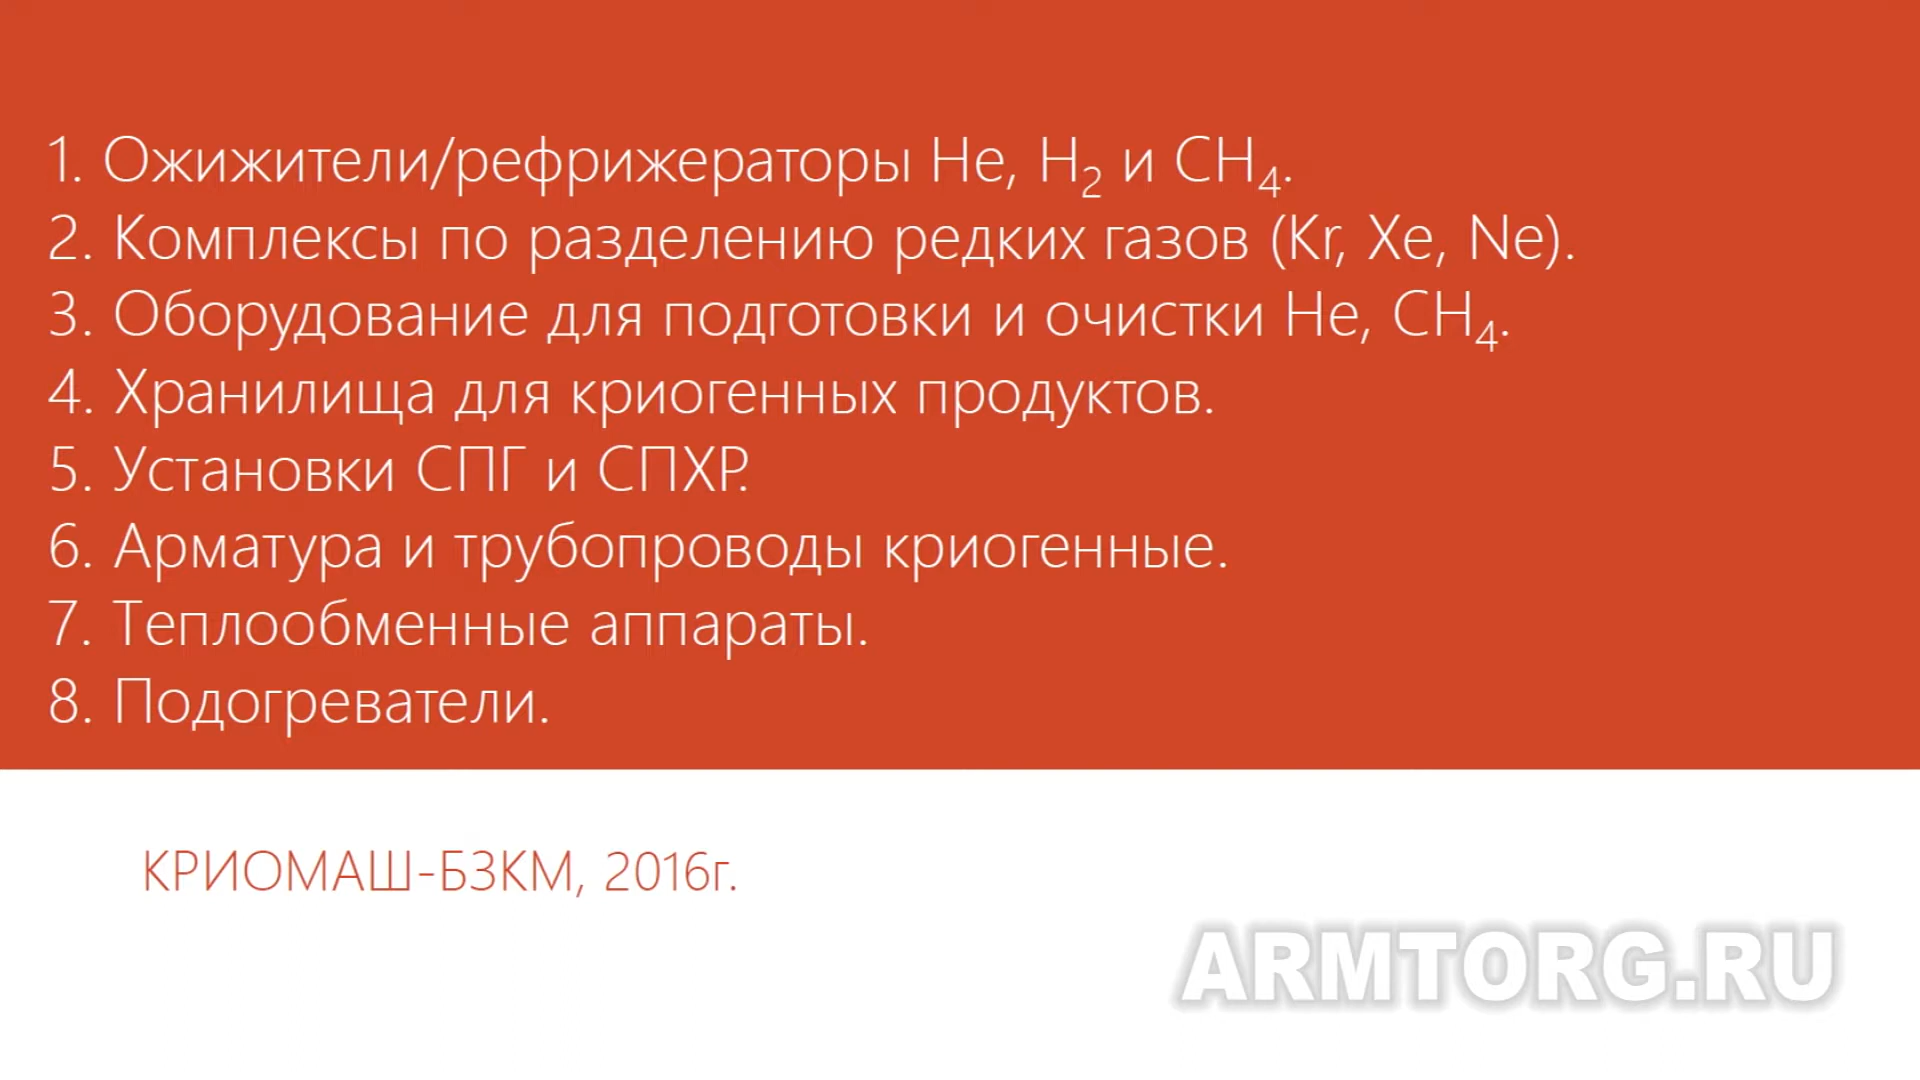 1. Ожижители/рефрижераторы He, H₂ и CH₄.
2. Комплексы по разделению редких газов (Kr, Xe, Ne).
3. Оборудование для подготовки и очистки He, CH₄.
4. Хранилища для криогенных продуктов.
5. Установки СПГ и СПХР.
6. Арматура и трубопроводы криогенные.
7. Теплообменные аппараты.
8. Подогреватели.
КРИОМАШ-БЗКМ, 2016г.
ARMTORG.RU